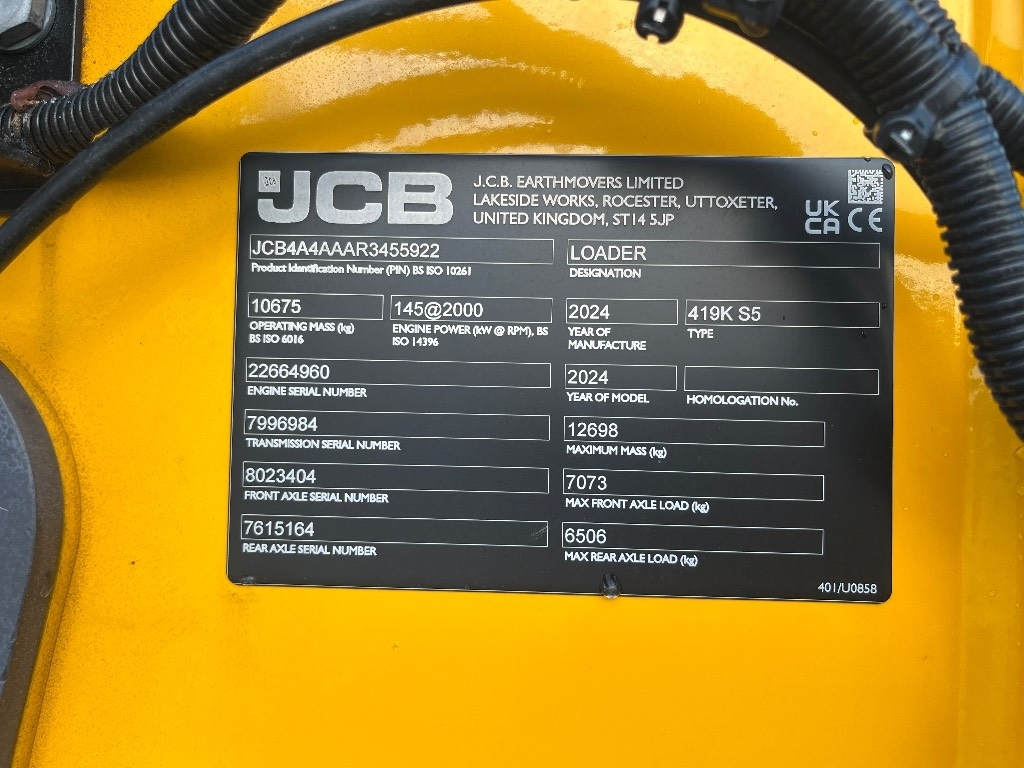 JCB
J.C.B. EARTHMOVERS LIMITED
LAKESIDE WORKS, ROCESTER, UTTOXETER,
UNITED KINGDOM, ST14 5JP
UK
CA CE
JCB4A4AAAR3455922
Product Identification Number (PIN) BS ISO 10261
LOADER
DESIGNATION
10675
OPERATING MASS (kg)
BS ISO 6016
145@2000
ENGINE POWER (kW @ RPM), BS
ISO 14396
2024
YEAR OF
MANUFACTURE
419K S5
TYPE
22664960
ENGINE SERIAL NUMBER
2024
YEAR OF MODEL
HOMOLOGATION No.
7996984
TRANSMISSION SERIAL NUMBER
12698
MAXIMUM MASS (kg)
8023404
FRONT AXLE SERIAL NUMBER
7073
MAX FRONT AXLE LOAD (kg)
7615164
REAR AXLE SERIAL NUMBER
6506
MAX REAR AXLE LOAD (kg)
401/U0858